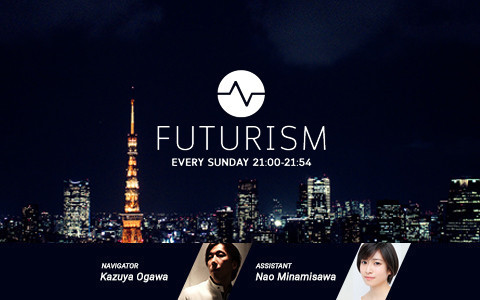 FUTURISM
EVERY SUNDAY 21:00-21:54
NAVIGATOR
Kazuya Ogawa
ASSISTANT
Nao Minamisawa